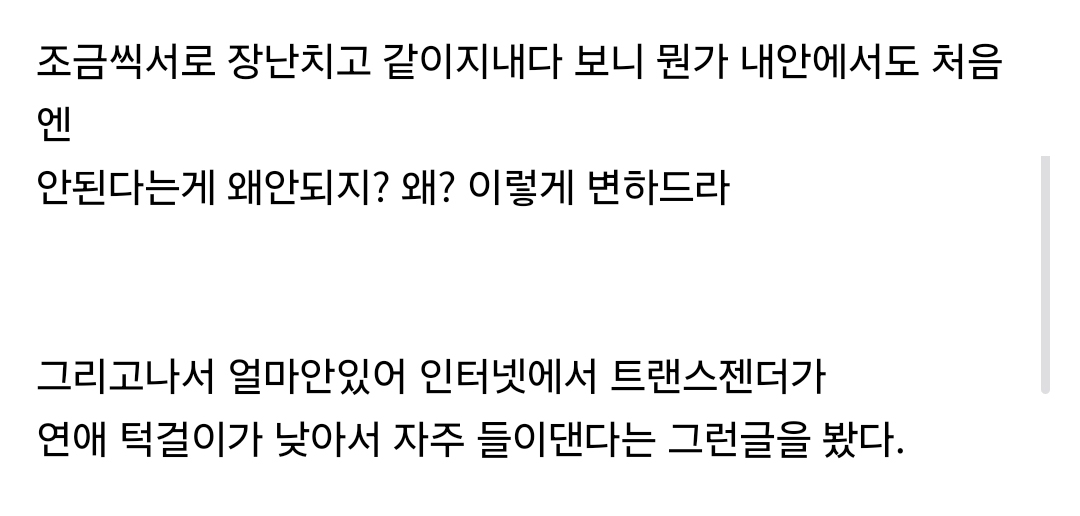 조금씩서로 장난치고 같이지내다 보니 뭔가 내안에서도 처음
엔
안된다는게 왜안되지? 왜? 이렇게 변하드라
그리고나서 얼마안있어 인터넷에서 트랜스젠더가
연애 턱걸이가 낮아서 자주 들이댄다는 그런글을 봤다.